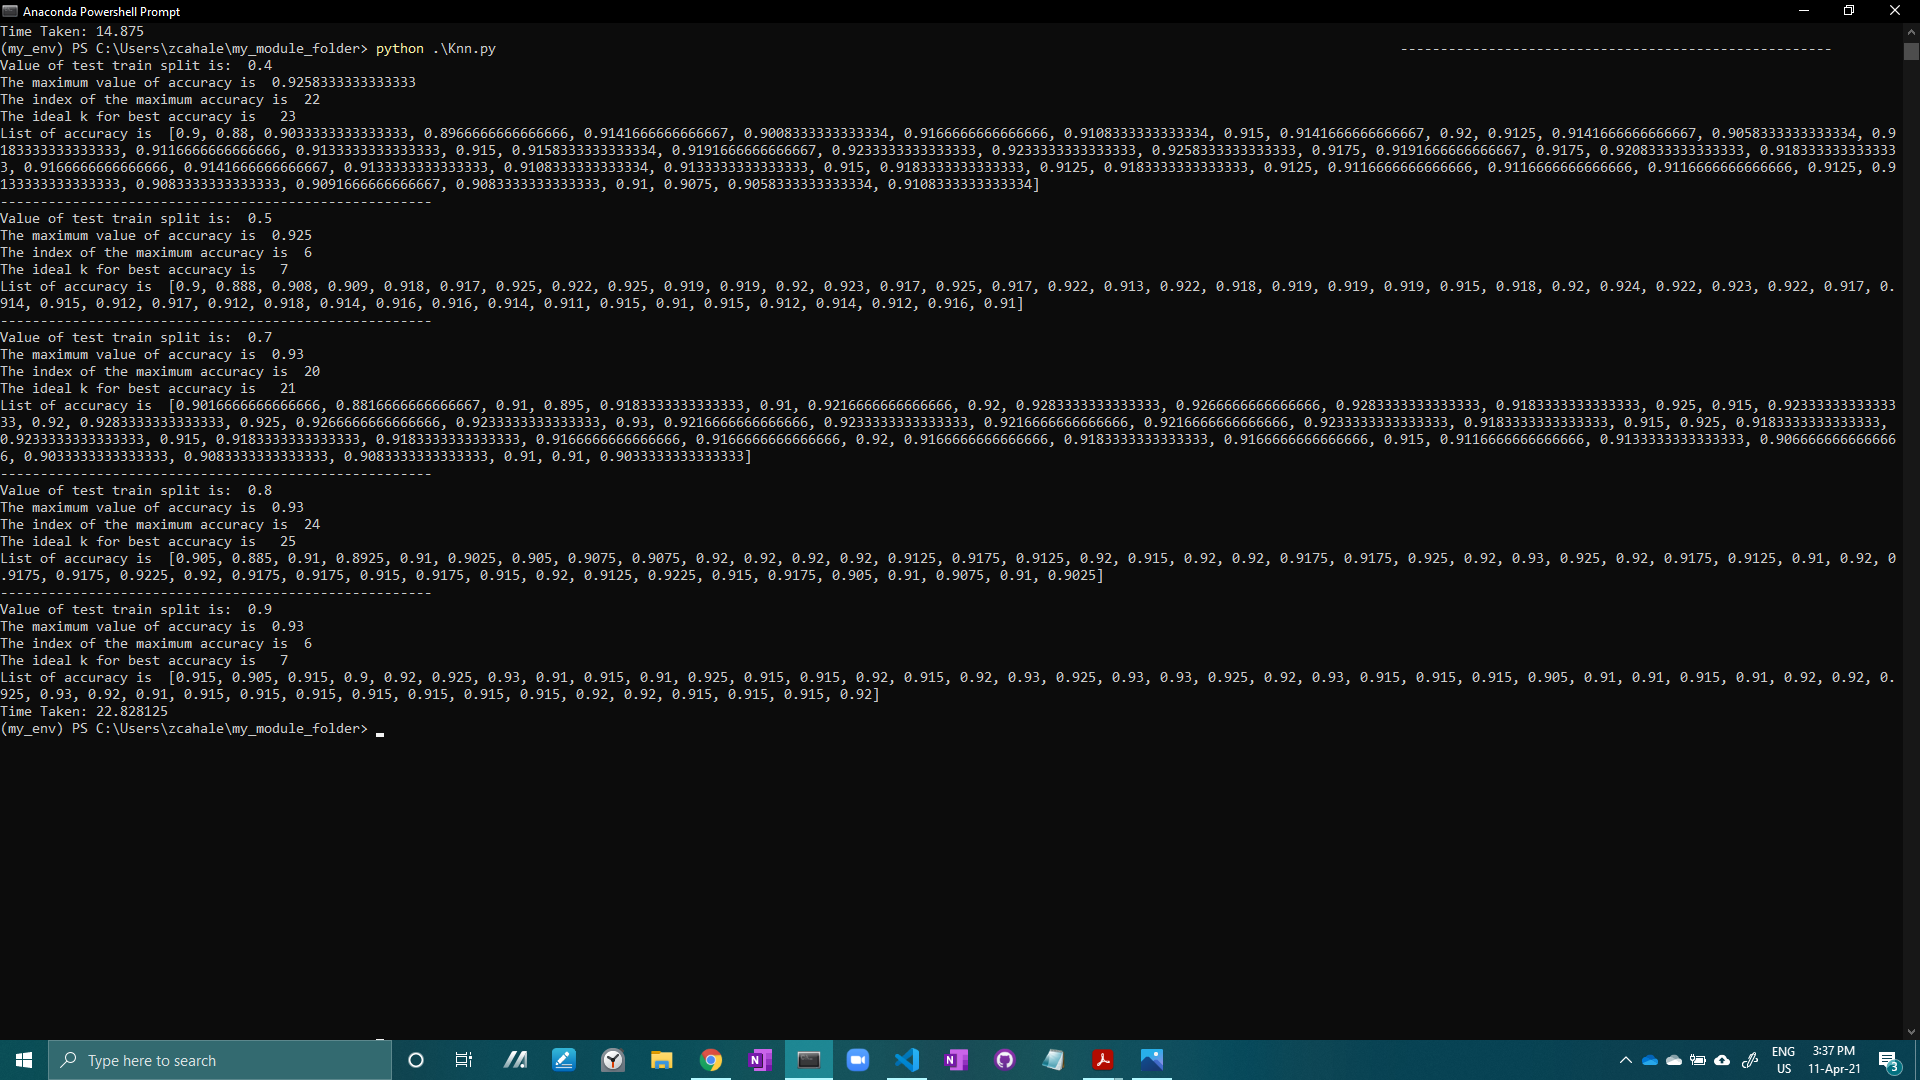 Anaconda Powershell Prompt
Time Taken: 14.875
(my_env) PS C:\Users\zcahale\my_module_folder> python .\Knn.py ------------------------------------------------------
Value of test train split is:  0.4
The maximum value of accuracy is  0.9258333333333333
The index of the maximum accuracy is  22
The ideal k for best accuracy is   23
List of accuracy is  [0.9, 0.88, 0.9033333333333333, 0.8966666666666666, 0.9141666666666667, 0.9008333333333334, 0.9166666666666666, 0.9108333333333334, 0.915, 0.9141666666666667, 0.92, 0.9125, 0.9141666666666667, 0.9058333333333334, 0.9
183333333333333, 0.9116666666666666, 0.9133333333333333, 0.915, 0.9158333333333334, 0.9191666666666667, 0.9233333333333333, 0.9233333333333333, 0.9258333333333333, 0.9175, 0.9191666666666667, 0.9175, 0.9208333333333333, 0.918333333333333
3, 0.9166666666666666, 0.9141666666666667, 0.9133333333333333, 0.9108333333333334, 0.9133333333333333, 0.915, 0.9183333333333333, 0.9125, 0.9183333333333333, 0.9125, 0.9116666666666666, 0.9116666666666666, 0.9116666666666666, 0.9125, 0.9
133333333333333, 0.9083333333333333, 0.9091666666666667, 0.9083333333333333, 0.91, 0.9075, 0.9058333333333334, 0.9108333333333334]
------------------------------------------------------
Value of test train split is:  0.5
The maximum value of accuracy is  0.925
The index of the maximum accuracy is  6
The ideal k for best accuracy is   7
List of accuracy is  [0.9, 0.888, 0.908, 0.909, 0.918, 0.917, 0.925, 0.922, 0.925, 0.919, 0.919, 0.92, 0.923, 0.917, 0.925, 0.917, 0.922, 0.913, 0.922, 0.918, 0.919, 0.919, 0.919, 0.915, 0.918, 0.92, 0.924, 0.922, 0.923, 0.922, 0.917, 0.
914, 0.915, 0.912, 0.917, 0.912, 0.918, 0.914, 0.916, 0.916, 0.914, 0.911, 0.915, 0.91, 0.915, 0.912, 0.914, 0.912, 0.916, 0.91]
------------------------------------------------------
Value of test train split is:  0.7
The maximum value of accuracy is  0.93
The index of the maximum accuracy is  20
The ideal k for best accuracy is   21
List of accuracy is  [0.9016666666666666, 0.8816666666666667, 0.91, 0.895, 0.9183333333333333, 0.91, 0.9216666666666666, 0.92, 0.9283333333333333, 0.9266666666666666, 0.9283333333333333, 0.9183333333333333, 0.925, 0.915, 0.92333333333333
33, 0.92, 0.9283333333333333, 0.925, 0.9266666666666666, 0.9233333333333333, 0.93, 0.9216666666666666, 0.9233333333333333, 0.9216666666666666, 0.9216666666666666, 0.9233333333333333, 0.9183333333333333, 0.915, 0.925, 0.9183333333333333,
0.9233333333333333, 0.915, 0.9183333333333333, 0.9183333333333333, 0.9166666666666666, 0.9166666666666666, 0.92, 0.9166666666666666, 0.9183333333333333, 0.9166666666666666, 0.915, 0.9116666666666666, 0.9133333333333333, 0.906666666666666
6, 0.9033333333333333, 0.9083333333333333, 0.9083333333333333, 0.91, 0.91, 0.9033333333333333]
------------------------------------------------------
Value of test train split is:  0.8
The maximum value of accuracy is  0.93
The index of the maximum accuracy is  24
The ideal k for best accuracy is   25
List of accuracy is  [0.905, 0.885, 0.91, 0.8925, 0.91, 0.9025, 0.905, 0.9075, 0.9075, 0.92, 0.92, 0.92, 0.92, 0.9125, 0.9175, 0.9125, 0.92, 0.915, 0.92, 0.92, 0.9175, 0.9175, 0.925, 0.92, 0.93, 0.925, 0.92, 0.9175, 0.9125, 0.91, 0.92, 0
.9175, 0.9175, 0.9225, 0.92, 0.9175, 0.9175, 0.915, 0.9175, 0.915, 0.92, 0.9125, 0.9225, 0.915, 0.9175, 0.905, 0.91, 0.9075, 0.91, 0.9025]
------------------------------------------------------
Value of test train split is:  0.9
The maximum value of accuracy is  0.93
The index of the maximum accuracy is  6
The ideal k for best accuracy is   7
List of accuracy is  [0.915, 0.905, 0.915, 0.9, 0.92, 0.925, 0.93, 0.91, 0.915, 0.91, 0.925, 0.915, 0.915, 0.92, 0.915, 0.92, 0.93, 0.925, 0.93, 0.93, 0.925, 0.92, 0.93, 0.915, 0.915, 0.915, 0.905, 0.91, 0.91, 0.915, 0.91, 0.92, 0.92, 0.
925, 0.93, 0.92, 0.91, 0.915, 0.915, 0.915, 0.915, 0.915, 0.915, 0.915, 0.92, 0.92, 0.915, 0.915, 0.915, 0.92]
Time Taken: 22.828125
(my_env) PS C:\Users\zcahale\my_module_folder>
Type here to search
ENG
US
3:37 PM
11-Apr-21
3